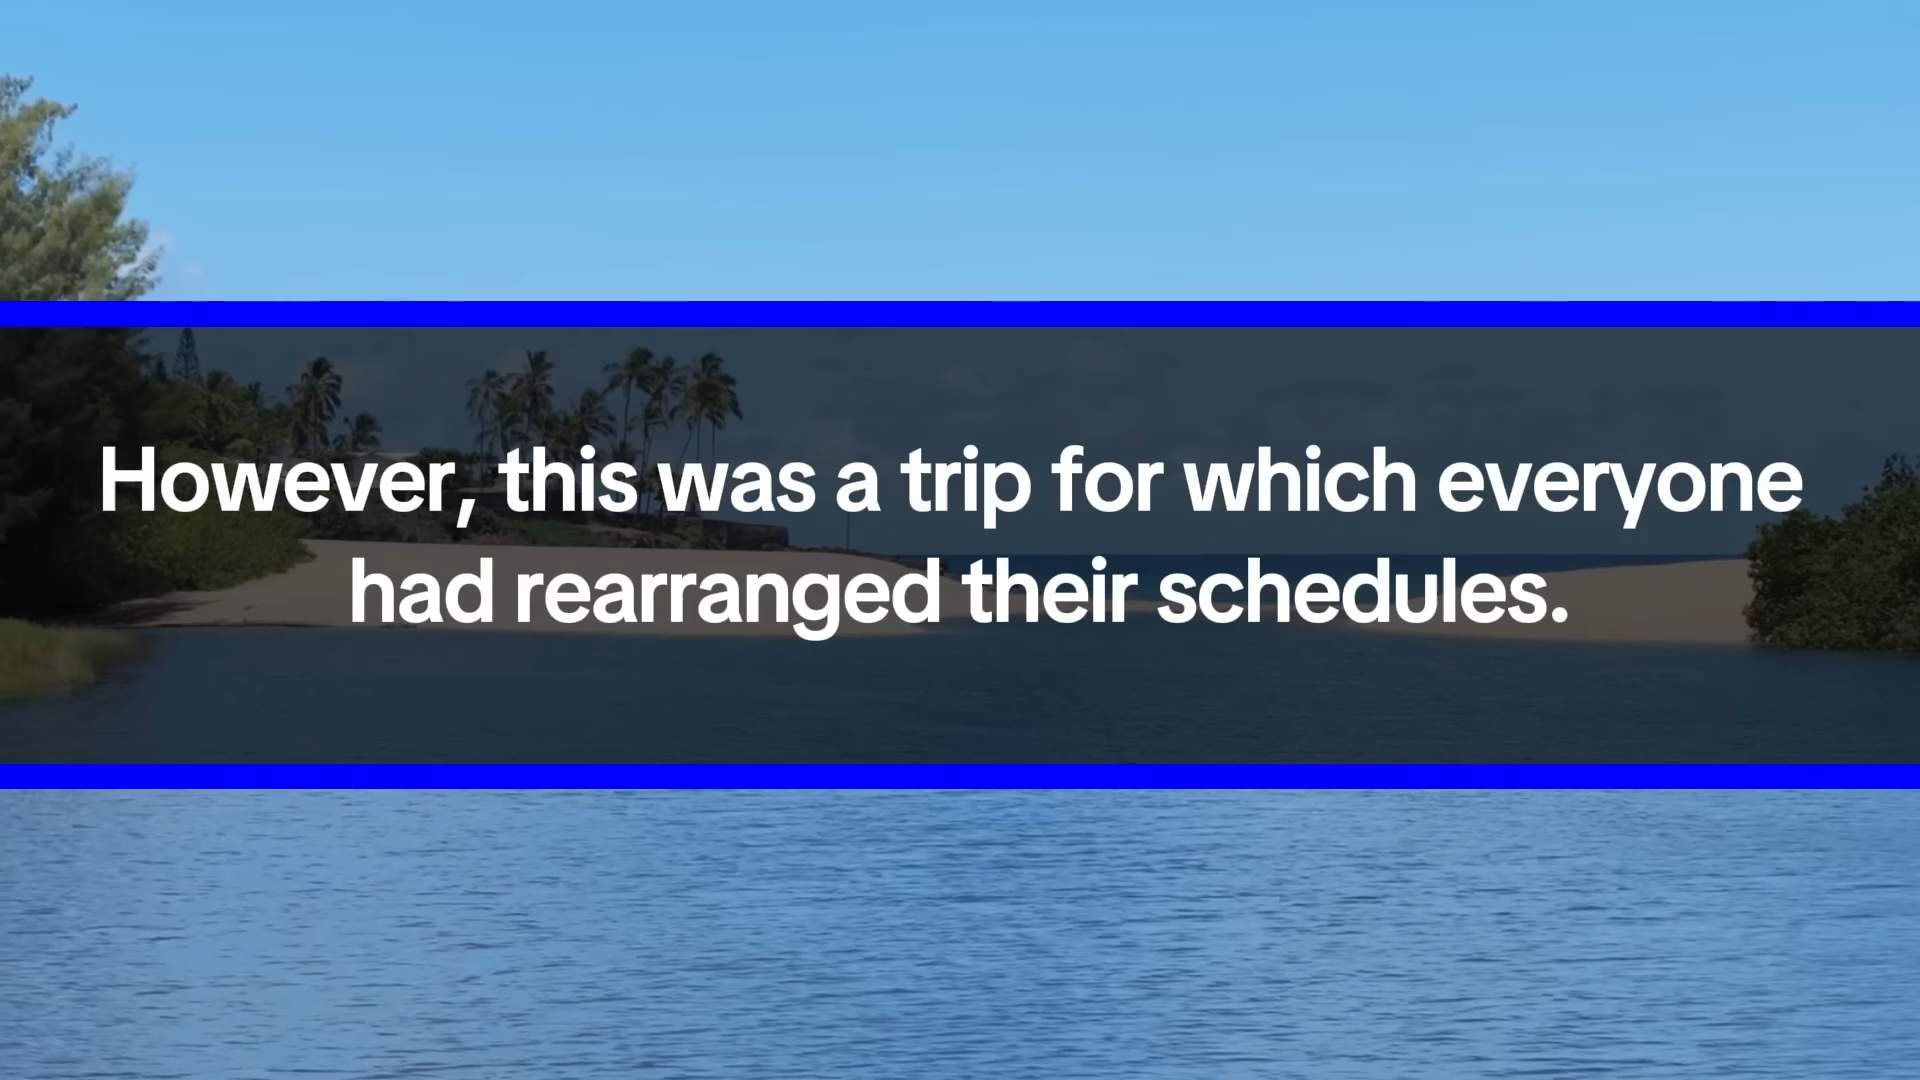 However, this was a trip for which everyone
had rearranged their schedules.